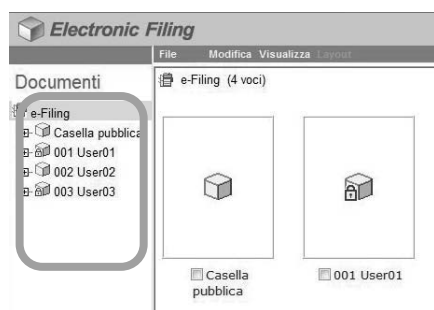 Electronic Filing
File Modifica Visualizza Layout
Documenti
e-Filing (4 voci)
e-Filing
Casella pubblica
001 User01
002 User02
003 User03
Casella
pubblica
001 User01